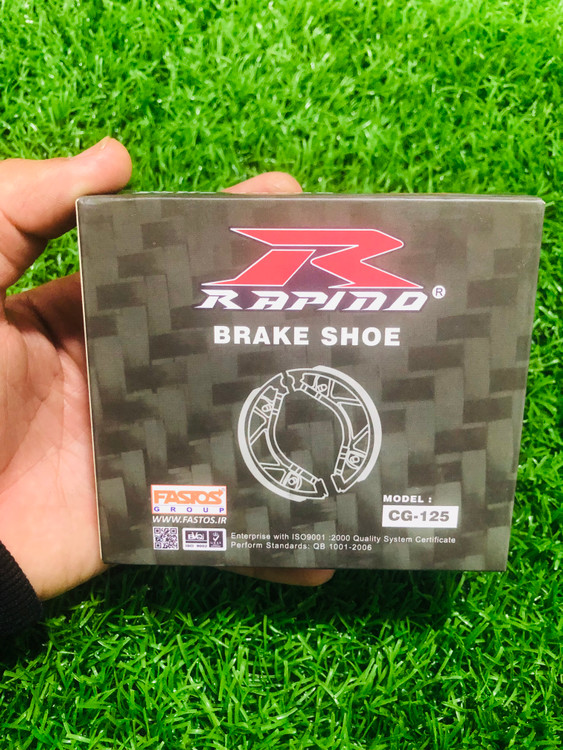 RAPIDO®
BRAKE SHOE
MODEL :
CG-125
FASTOS
GROUP
WWW.FASTOS.IR
Enterprise with ISO9001 :2000 Quality System Certificate
Perform Standards: QB 1001-2006